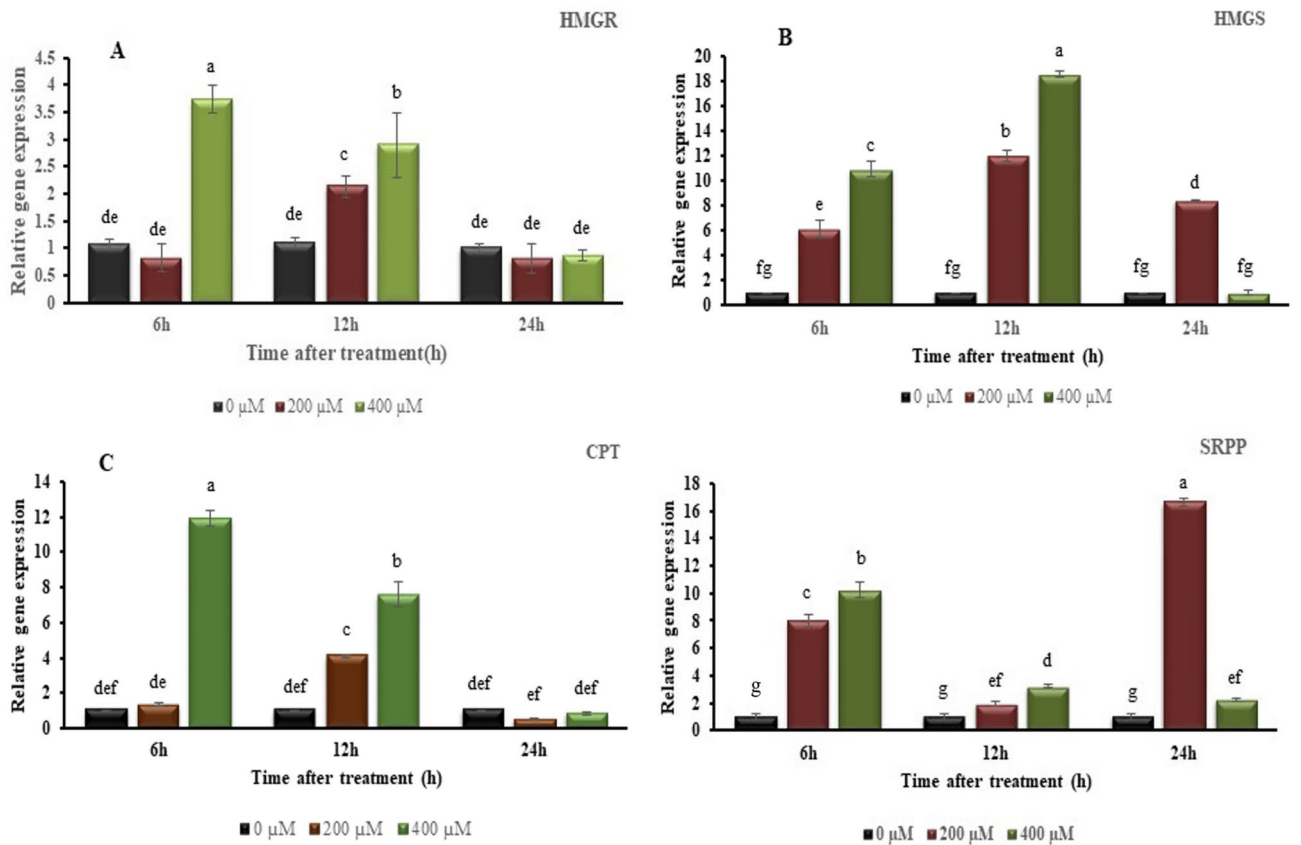 HMGR
A
Relative gene expression
4.5
4
3.5
3
2.5
2
1.5
1
0.5
0
de de a
de c b
de de de
6h 12h 24h
Time after treatment(h)
0 µM 200 µM 400 µM
HMGS
B
Relative gene expression
20
18
16
14
12
10
8
6
4
2
0
fg e c
fg b a
fg d fg
6h 12h 24h
Time after treatment (h)
0 µM 200 µM 400 µM
CPT
C
Relative gene expression
14
12
10
8
6
4
2
0
def de a
def c b
def ef def
6h 12h 24h
Time after treatment (h)
0 µM 200 µM 400 µM
SRPP
Relative gene expression
18
16
14
12
10
8
6
4
2
0
g c b
g ef d
g a ef
6h 12h 24h
Time after treatment (h)
0 µM 200 µM 400 µM